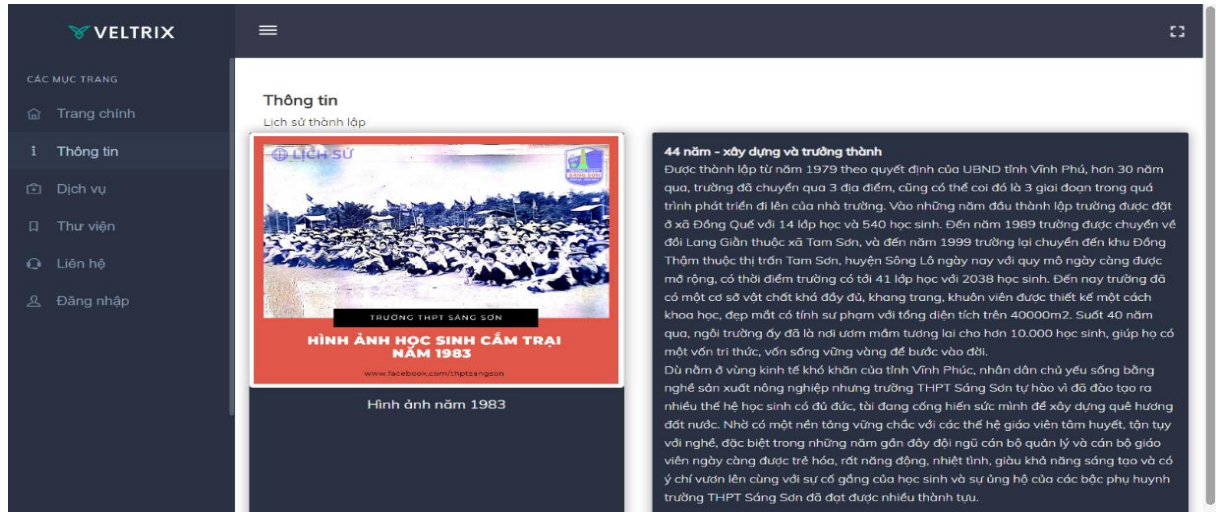 VELTRIX
CÁC MỤC TRANG
Trang chính
Thông tin
Dịch vụ
Thư viện
Liên hệ
Đăng nhập
Thông tin
Lịch sử thành lập
LỊCH SỬ
SÁNG SƠN
TRƯỜNG THPT SÁNG SƠN
HÌNH ẢNH HỌC SINH CẮM TRẠI
NĂM 1983
www.facebook.com/thptsangson
Hình ảnh năm 1983
44 năm - xây dựng và trưởng thành
Được thành lập từ năm 1979 theo quyết định của UBND tỉnh Vĩnh Phú, hơn 30 năm
qua, trường đã chuyển qua 3 địa điểm, cũng có thể coi đó là 3 giai đoạn trong quá
trình phát triển đi lên của nhà trường. Vào những năm đầu thành lập trường được đặt
ở xã Đồng Quế với 14 lớp học và 540 học sinh. Đến năm 1989 trường được chuyển về
đồi Lang Giần thuộc xã Tam Sơn, và đến năm 1999 trường lại chuyển đến khu Đồng
Thậm thuộc thị trấn Tam Sơn, huyện Sông Lô ngày nay với quy mô ngày càng được
mở rộng, có thời điểm trường có tới 41 lớp học với 2038 học sinh. Đến nay trường đã
có một cơ sở vật chất khá đầy đủ, khang trang, khuôn viên được thiết kế một cách
khoa học, đẹp mắt có tính sư phạm với tổng diện tích trên 40000m2. Suốt 40 năm
qua, ngôi trường ấy đã là nơi ươm mầm tương lai cho hơn 10.000 học sinh, giúp họ có
một vốn tri thức, vốn sống vững vàng để bước vào đời.
Dù nằm ở vùng kinh tế khó khăn của tỉnh Vĩnh Phúc, nhân dân chủ yếu sống bằng
nghề sản xuất nông nghiệp nhưng trường THPT Sáng Sơn tự hào vì đã đào tạo ra
nhiều thế hệ học sinh có đủ đức, tài đang cống hiến sức mình để xây dựng quê hương
đất nước. Nhờ có một nền tảng vững chắc với các thế hệ giáo viên tâm huyết, tận tụy
với nghề, đặc biệt trong những năm gần đây đội ngũ cán bộ quản lý và cán bộ giáo
viên ngày càng được trẻ hóa, rất năng động, nhiệt tình, giàu khả năng sáng tạo và có
ý chí vươn lên cùng với sự cố gắng của học sinh và sự ủng hộ của các bậc phụ huynh
trường THPT Sáng Sơn đã đạt được nhiều thành tựu.